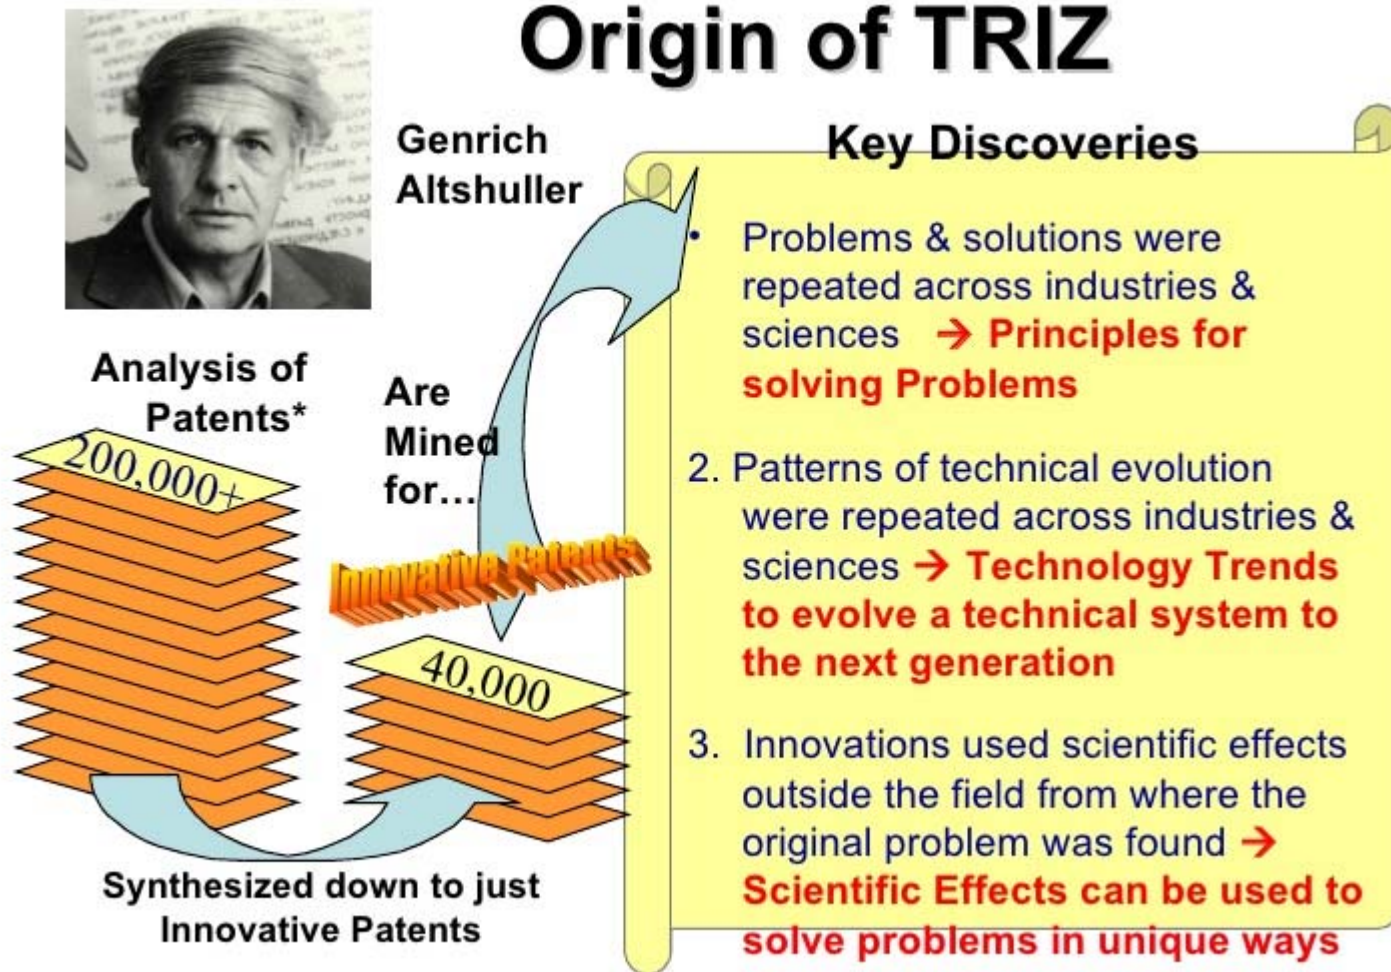 Origin of TRIZ
Genrich
Altshuller
Analysis of
Patents*
200,000+
Are
Mined
for...
Innovative Patents
40,000
Synthesized down to just
Innovative Patents
Key Discoveries
• Problems & solutions were
repeated across industries &
sciences → Principles for
solving Problems
2. Patterns of technical evolution
were repeated across industries &
sciences → Technology Trends
to evolve a technical system to
the next generation
3. Innovations used scientific effects
outside the field from where the
original problem was found →
Scientific Effects can be used to
solve problems in unique ways